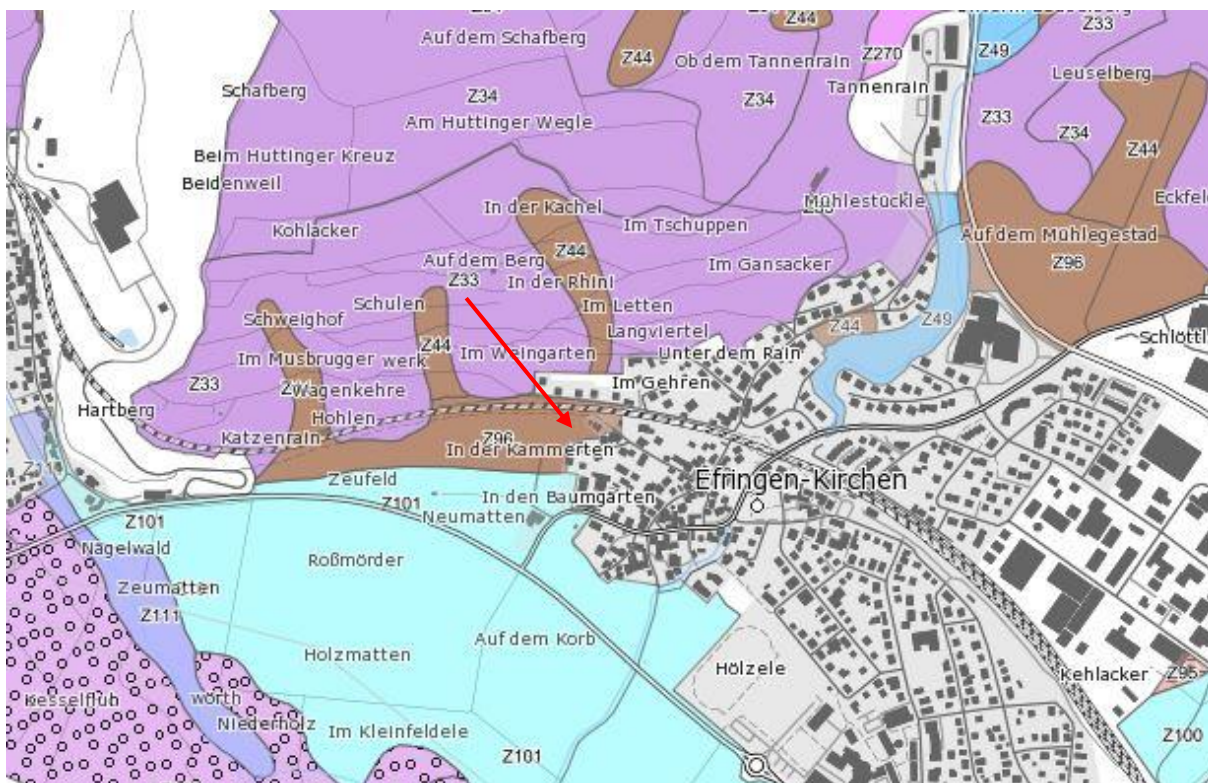 Z44
Auf dem Schafberg
Z33
Z44
Ob dem Tannenrain
Z270
Z49
Tannenrain
Leuselberg
Schafberg
Z34
Z34
Z33
Z34
Am Huttinger Wegle
Z44
Beim Huttinger Kreuz
Beidenweil
Eckfeld
In der Kachel
Mühlestückle
Kohlacker
Im Tschuppen
Auf dem Mühlegestad
Z44
Auf dem Berg
Im Gansacker
Z96
Z33
In der Rhini
Schulen
Im Letten
Schweighof
Langviertel
Z44
Z49
Z44
Im Weingarten
Unter dem Rain
Im Musbrugger
werk
Z33
Wagenkehre
Im Gehren
Hartberg
Hohlen
Katzenrain
Z96
In der Kammerten
Zeufeld
Efringen-Kirchen
In den Baumgärten
Z101
Neumatten
Z101
Nagelwald
Roßmörder
Zeumatten
Z111
Auf dem Korb
Holzmatten
Hölzele
Kehlacker
Z95
wörth
Niederholz
Im Kleinfeldele
Z100
Z101